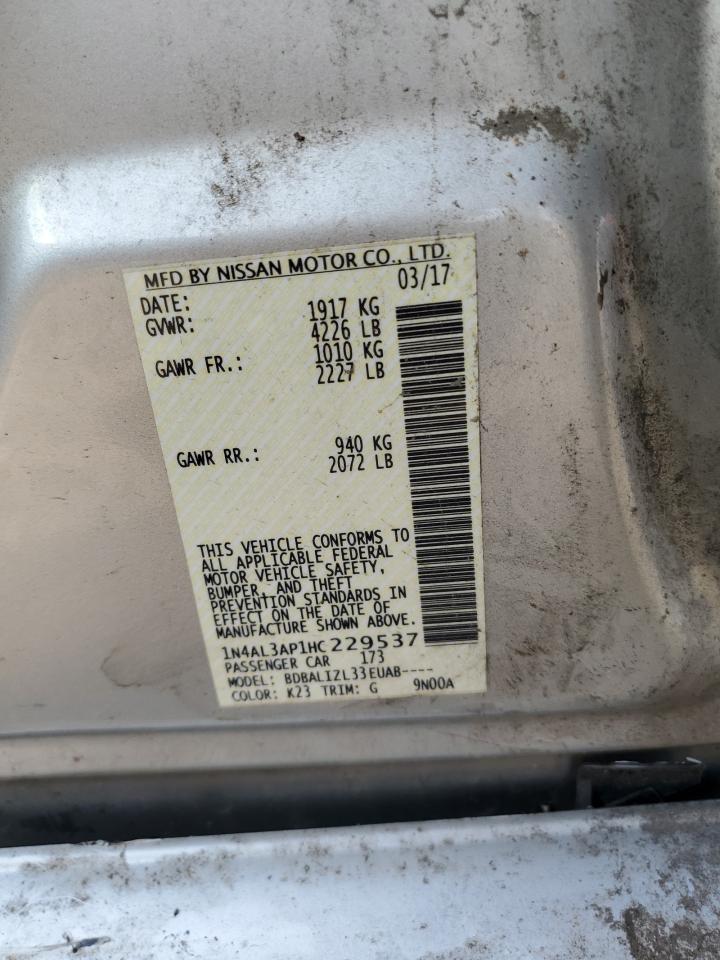 MFD BY NISSAN MOTOR CO., LTD.
DATE: 03/17
GVWR: 1917 KG
4226 LB
GAWR FR.: 1010 KG
2227 LB
GAWR RR.: 940 KG
2072 LB
THIS VEHICLE CONFORMS TO
ALL APPLICABLE FEDERAL
MOTOR VEHICLE SAFETY,
BUMPER, AND THEFT
PREVENTION STANDARDS IN
EFFECT ON THE DATE OF
MANUFACTURE SHOWN ABOVE.
1N4AL3AP1HC229537
PASSENGER CAR 173
MODEL: BDBALIZL33EUAB----
COLOR: K23 TRIM: G 9N00A